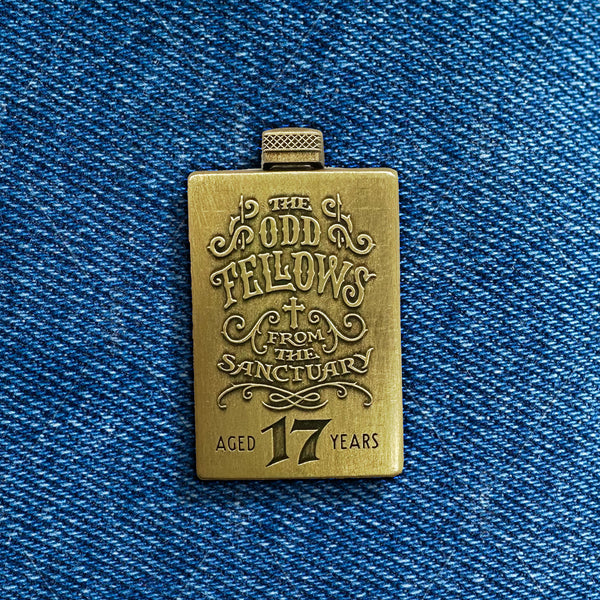 THE
ODD
FELLOWS
FROM
THE
SANCTUARY
AGED 17 YEARS